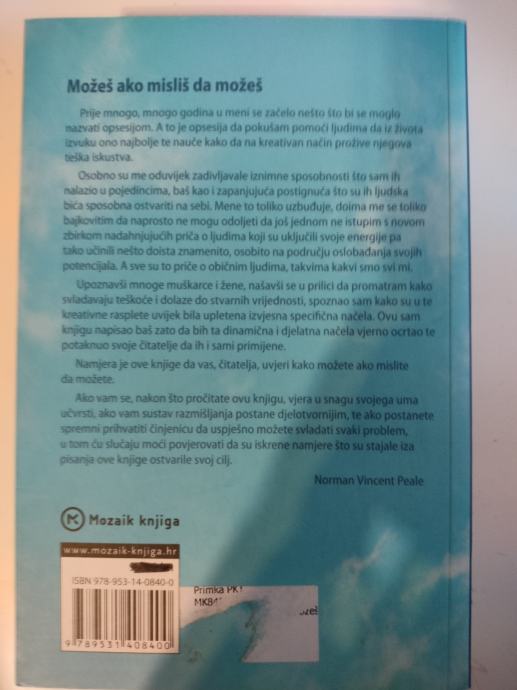 Možeš ako misliš da možeš
Prije mnogo, mnogo godina u meni se začelo nešto što bi se moglo
nazvati opsesijom. A to je opsesija da pokušam pomoći ljudima da iz života
izvuku ono najbolje te nauče kako da na kreativan način prožive njegova
teška iskustva.
Osobno su me oduvijek zadivljavale iznimne sposobnosti što sam ih
nalazio u pojedincima, baš kao i zapanjujuća postignuća što su ih ljudska
bića sposobna ostvariti na sebi. Mene to toliko uzbuđuje, doima me se toliko
bajkovitim da naprosto ne mogu odoljeti da još jednom ne istupim s novom
zbirkom nadahnjujućih priča o ljudima koji su uključili svoje energije pa
tako učinili nešto doista znamenito, osobito na području oslobađanja svojih
potencijala. A sve su to priče o običnim ljudima, takvima kakvi smo svi mi.
Upoznavši mnoge muškarce i žene, našavši se u prilici da promatram kako
svladavaju teškoće i dolaze do stvarnih vrijednosti, spoznao sam kako su u te
kreativne rasplete uvijek bila upletena izvjesna specifična načela. Ovu sam
knjigu napisao baš zato da bih ta dinamična i djelatna načela vjerno ocrtao te
potaknuo svoje čitatelje da ih i sami primijene.
Namjera je ove knjige da vas, čitatelja, uvjeri kako možete ako mislite
da možete.
Ako vam se, nakon što pročitate ovu knjigu, vjera u snagu svojega uma
učvrsti, ako vam sustav razmišljanja postane djelotvornijim, te ako postanete
spremni prihvatiti činjenicu da uspješno možete svladati svaki problem,
u tom ću slučaju moći povjerovati da su iskrene namjere što su stajale iza
pisanja ove knjige ostvarile svoj cilj.
Norman Vincent Peale
Mozaik knjiga
www.mozaik-knjiga.hr
ISBN 978-953-14-0840-0
9 789531 408400
Primka